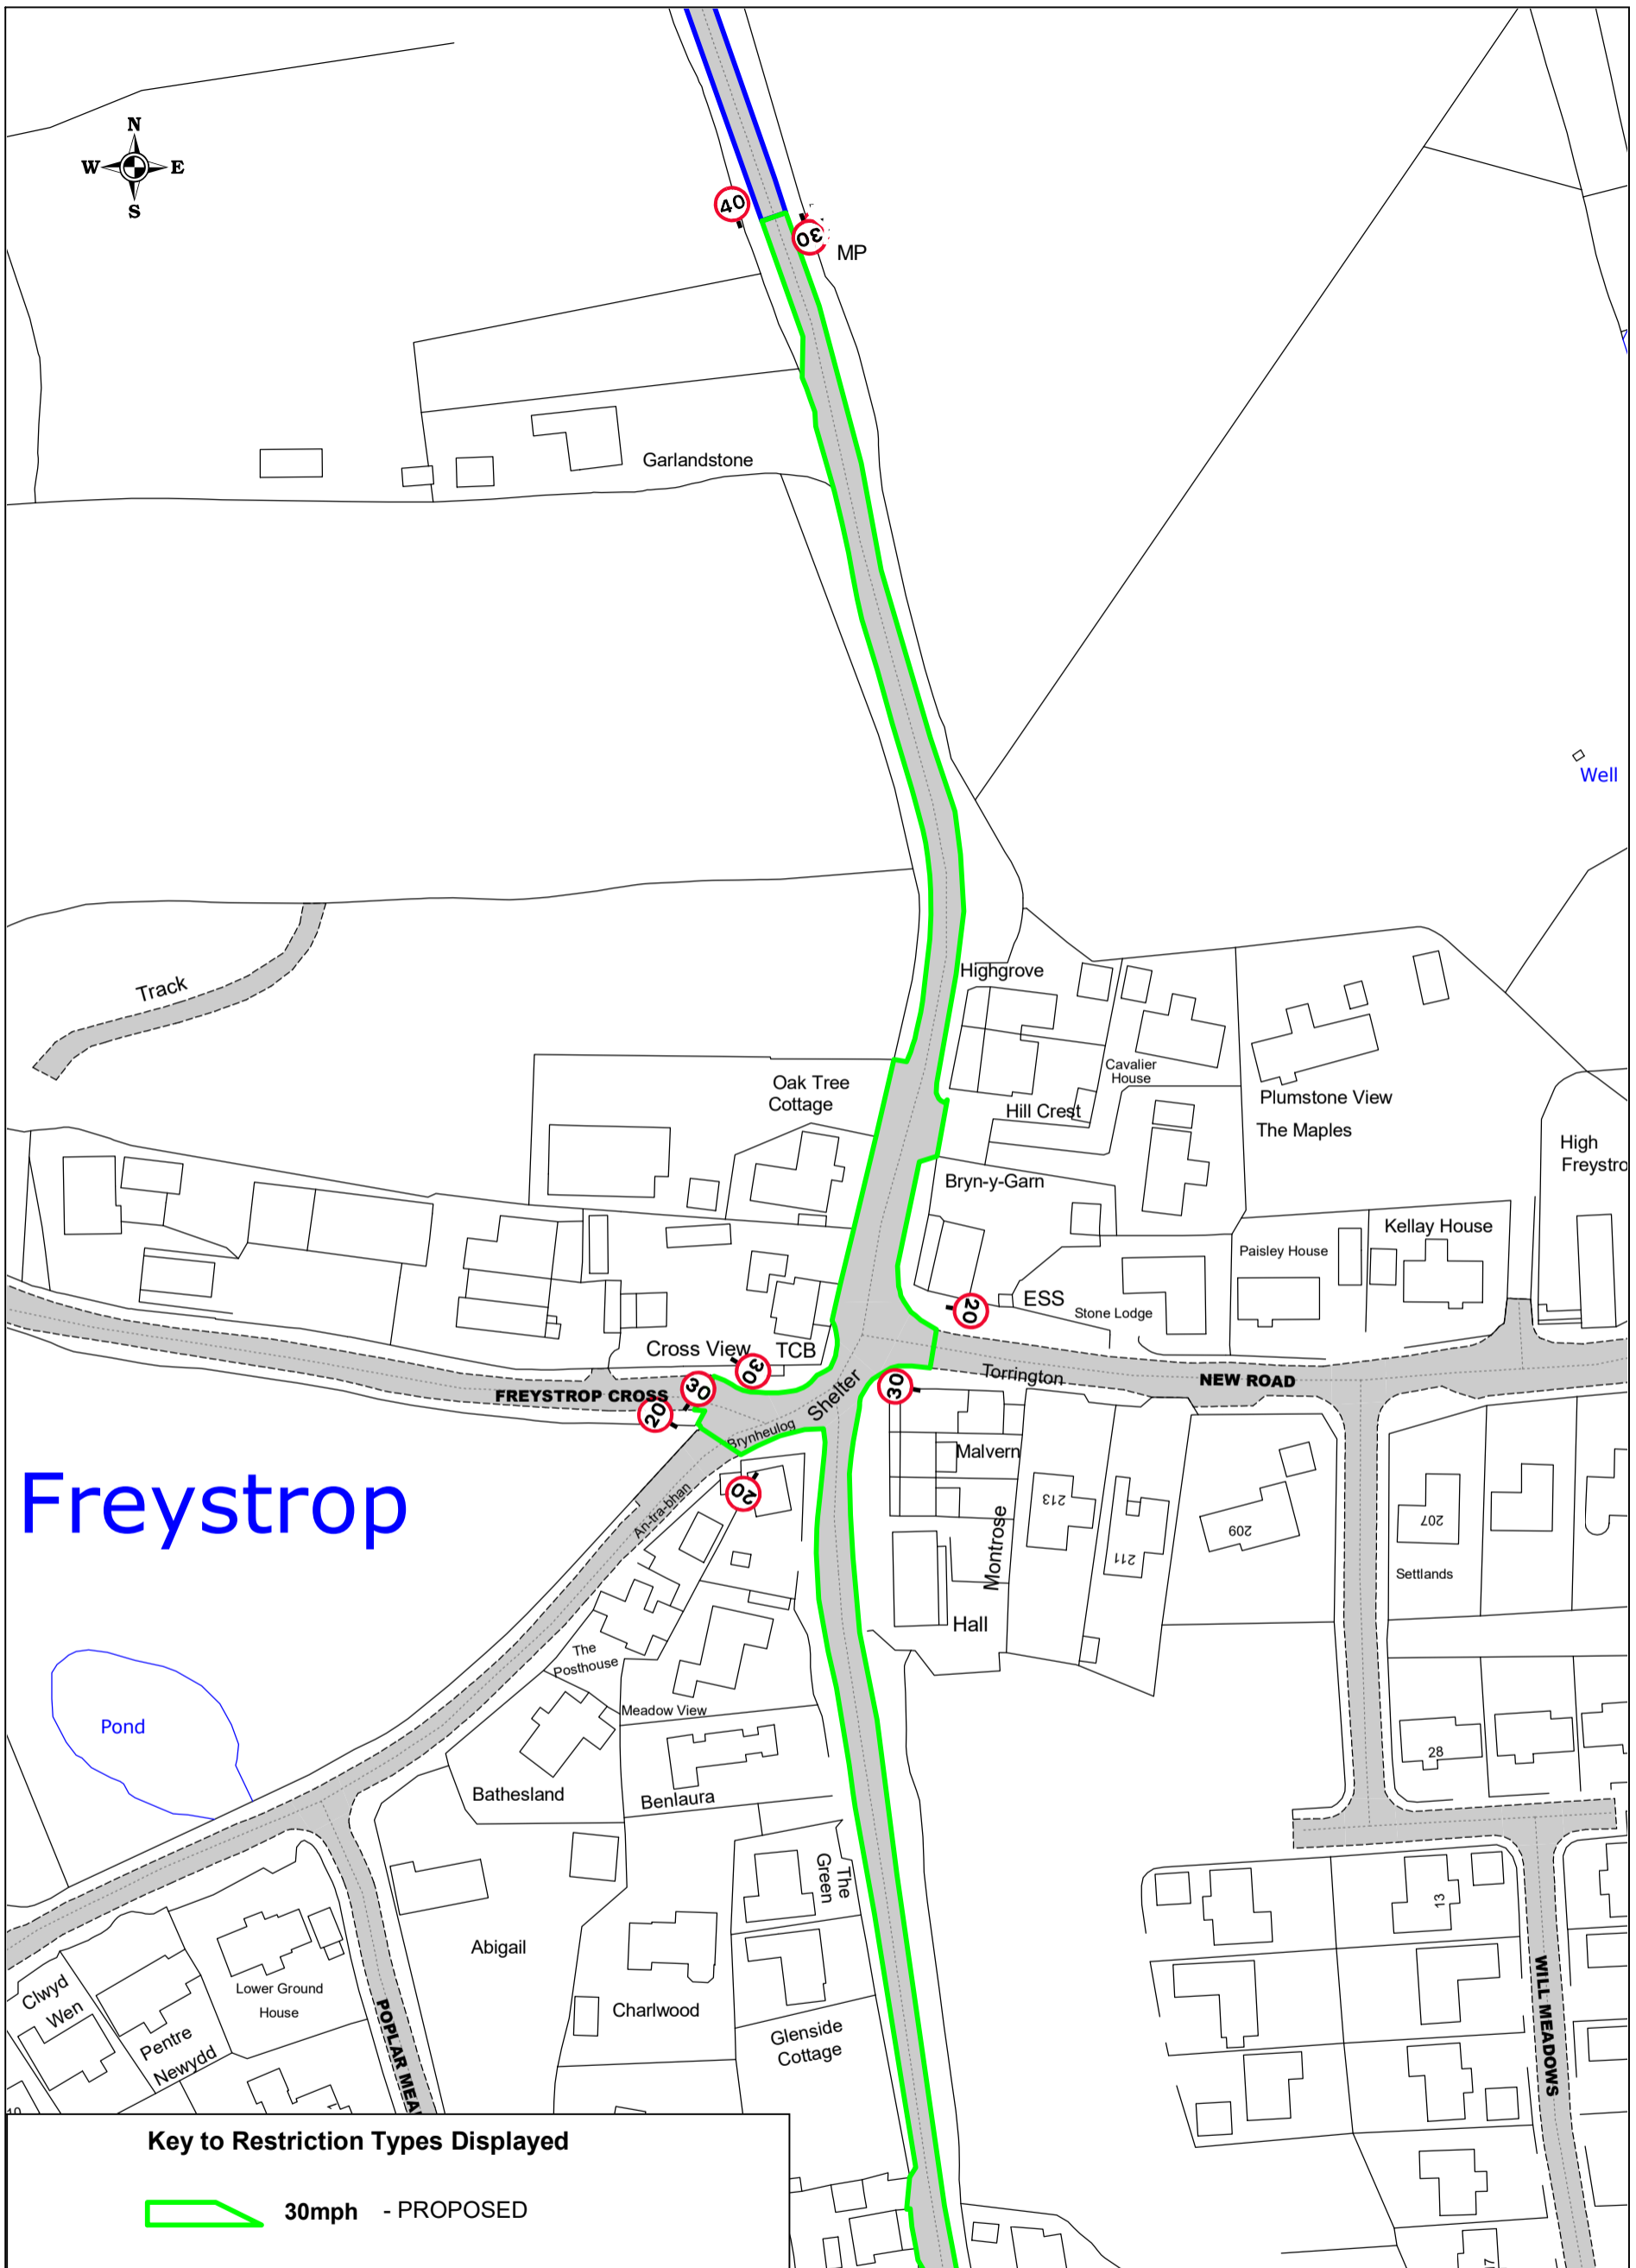 N
W E
S
40
30
MP
Garlandstone
Well
Track
Highgrove
Cavalier
House
Oak Tree
Cottage
Hill Crest
Plumstone View
The Maples
High
Freystro
Bryn-y-Garn
Kellay House
Paisley House
ESS
20
Stone Lodge
Cross View
TCB
30
Torrington
NEW ROAD
30
30
FREYSTROP CROSS
Shelter
20
Brynheulog
Malvern
Freystrop
20
An-tra-bhan
213
211
209
207
Montrose
Settlands
Hall
The
Posthouse
Meadow View
Pond
28
Bathesland
Benlaura
The
Green
13
Abigail
Lower Ground
House
Clwyd
Wen
Charlwood
WILL MEADOWS
POPLAR MEA
Pentre
Newydd
Glenside
Cottage
10
Key to Restriction Types Displayed
30mph - PROPOSED